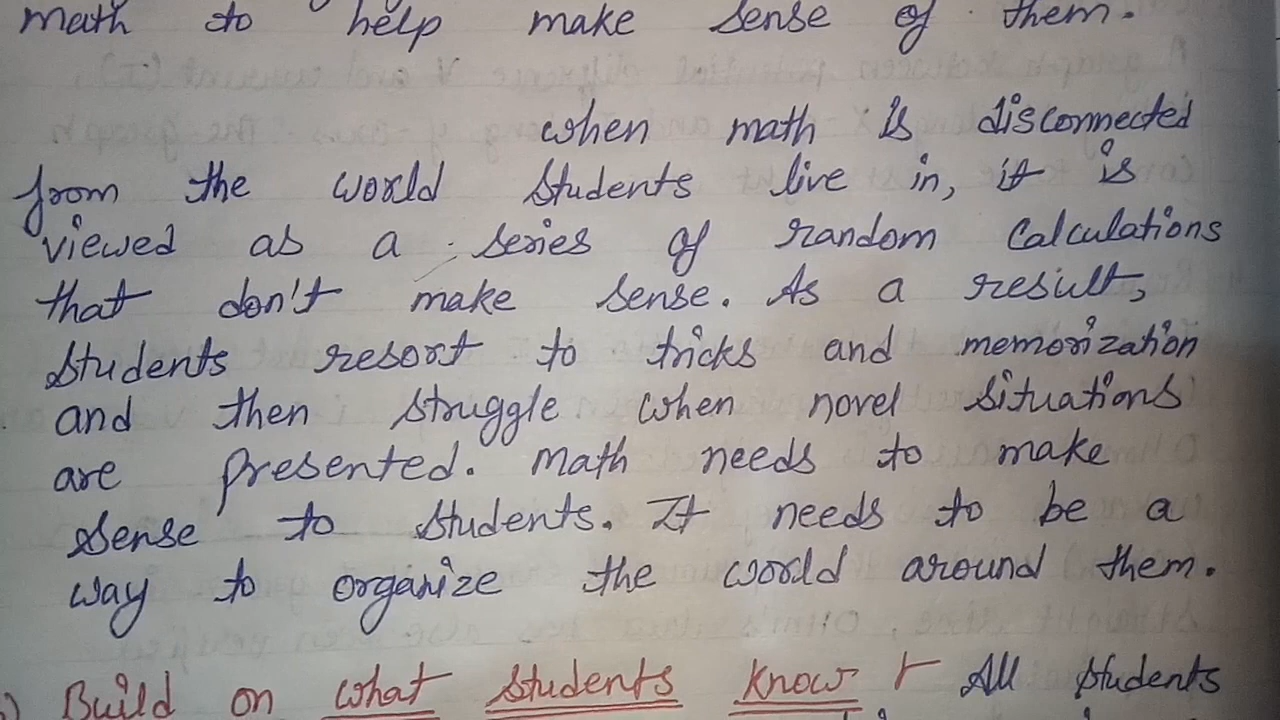 math to help make sense of them.
when math is disconnected
from the world students live in, it is
viewed as a series of random calculations
that don't make sense. As a result,
students resort to tricks and memorization
and then struggle when novel situations
are presented. Math needs to make
sense to students. It needs to be a
way to organize the world around them.
Build on what students know All students